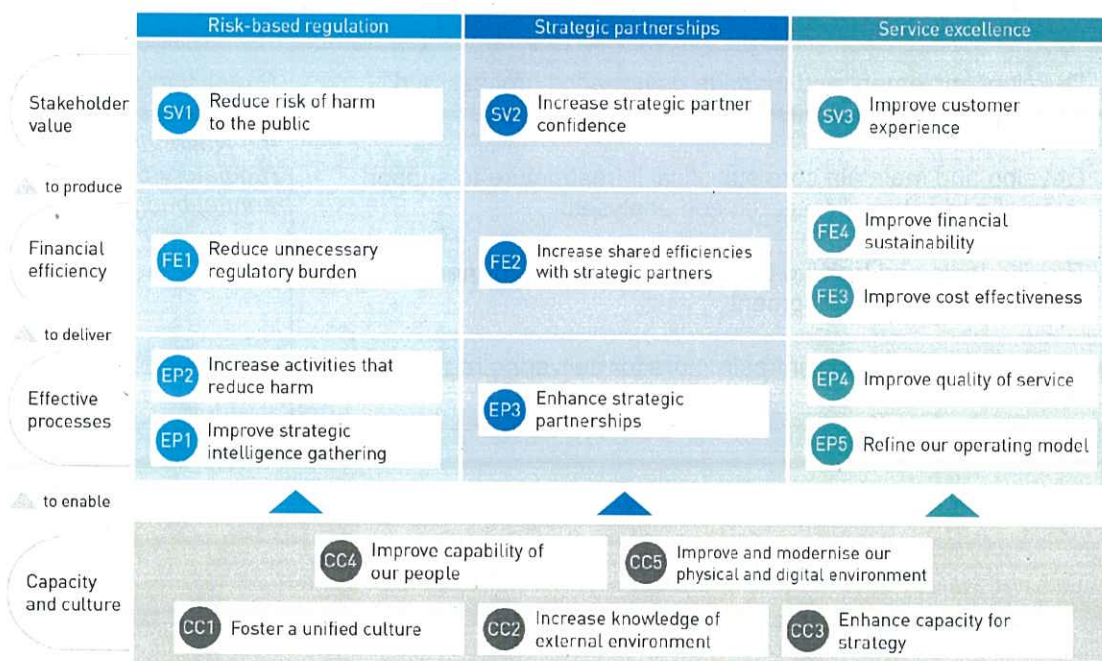 Risk-based regulation
Strategic partnerships
Service excellence
Stakeholder
value
SV1
Reduce risk of harm
to the public
SV2
Increase strategic partner
confidence
SV3
Improve customer
experience
to produce
Financial
efficiency
FE1
Reduce unnecessary
regulatory burden
FE2
Increase shared efficiencies
with strategic partners
FE4
Improve financial
sustainability
FE3
Improve cost effectiveness
to deliver
Effective
processes
EP2
Increase activities that
reduce harm
EP1
Improve strategic
intelligence gathering
EP3
Enhance strategic
partnerships
EP4
Improve quality of service
EP5
Refine our operating model
to enable
Capacity
and culture
CC4
Improve capability of
our people
CC5
Improve and modernise our
physical and digital environment
CC1
Foster a unified culture
CC2
Increase knowledge of
external environment
CC3
Enhance capacity for
strategy